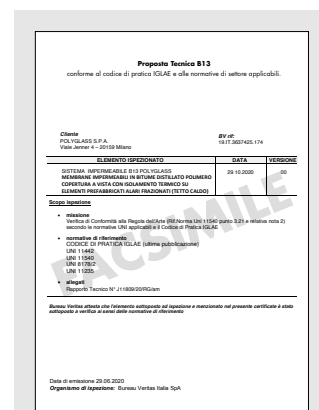 Proposta Tecnica B13
conforme al codice di pratica IGLAE e alle normative di settore applicabili.
Cliente
POLYGLASS S.P.A.
Viale Jenner 4 – 20159 Milano
BV rif:
19.IT.3637425.174
ELEMENTO ISPEZIONATO DATA VERSIONE
SISTEMA IMPERMEABILE B13 POLYGLASS 29.10.2020 00
MEMBRANE IMPERMEABILI IN BITUME DISTILLATO POLIMERO
COPERTURA A VISTA CON ISOLAMENTO TERMICO SU
ELEMENTI PREFABBRICATI ALARI FRAZIONATI (TETTO CALDO)
Scopo ispezione
• missione
Verifica di Conformità alla Regola dell'Arte (Rif.Norma Uni 11540 punto 3.21 e relativa nota 2)
secondo le normative UNI applicabili e il Codice di Pratica IGLAE
• normative di riferimento
CODICE DI PRATICA IGLAE (ultima pubblicazione)
UNI 11442
UNI 11540
UNI 8178/2
UNI 11235
• allegati
Rapporto Tecnico N° J11809/20/RG/am
FACSIMILE
Bureau Veritas attesta che l'elemento sottoposto ad ispezione e menzionato nel presente certificato è stato
sottoposto a verifica ai sensi delle normative di riferimento
Data di emissione 29.06.2020
Organismo di ispezione: Bureau Veritas Italia SpA